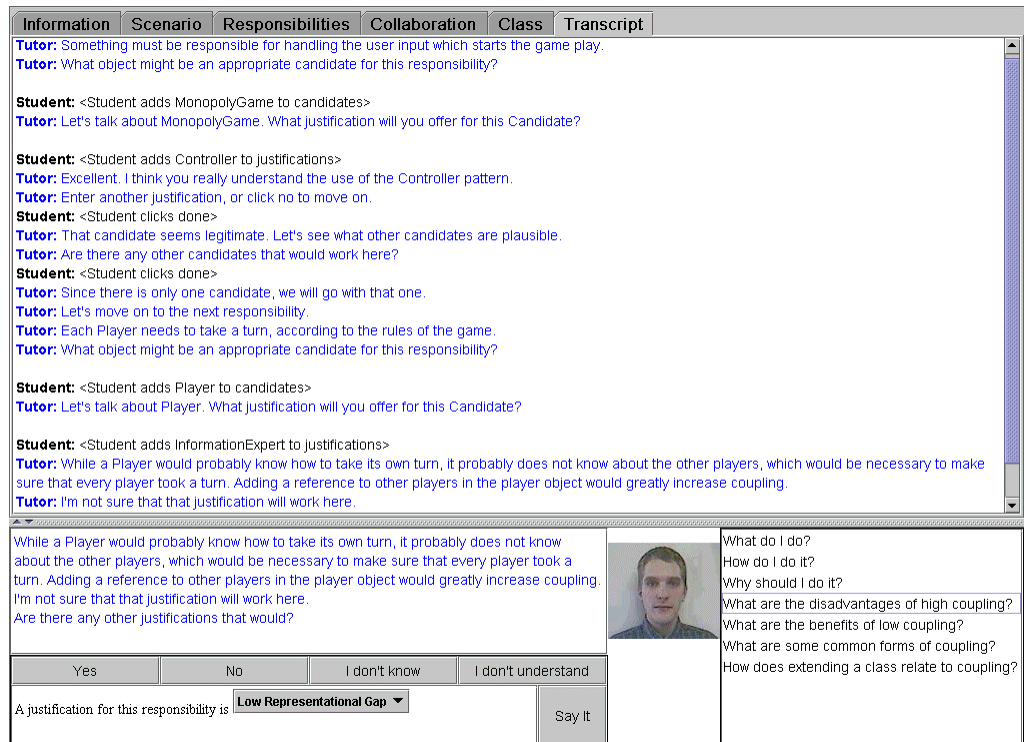 Information Scenario Responsibilities Collaboration Class Transcript
Tutor: Something must be responsible for handling the user input which starts the game play.
Tutor: What object might be an appropriate candidate for this responsibility?
Student: <Student adds MonopolyGame to candidates>
Tutor: Let's talk about MonopolyGame. What justification will you offer for this Candidate?
Student: <Student adds Controller to justifications>
Tutor: Excellent. I think you really understand the use of the Controller pattern.
Tutor: Enter another justification, or click no to move on.
Student: <Student clicks done>
Tutor: That candidate seems legitimate. Let's see what other candidates are plausible.
Tutor: Are there any other candidates that would work here?
Student: <Student clicks done>
Tutor: Since there is only one candidate, we will go with that one.
Tutor: Let's move on to the next responsibility.
Tutor: Each Player needs to take a turn, according to the rules of the game.
Tutor: What object might be an appropriate candidate for this responsibility?
Student: <Student adds Player to candidates>
Tutor: Let's talk about Player. What justification will you offer for this Candidate?
Student: <Student adds InformationExpert to justifications>
Tutor: While a Player would probably know how to take its own turn, it probably does not know about the other players, which would be necessary to make
sure that every player took a turn. Adding a reference to other players in the player object would greatly increase coupling.
Tutor: I'm not sure that that justification will work here.
While a Player would probably know how to take its own turn, it probably does not know
about the other players, which would be necessary to make sure that every player took a
turn. Adding a reference to other players in the player object would greatly increase coupling.
I'm not sure that that justification will work here.
Are there any other justifications that would?
Yes No I don't know I don't understand
A justification for this responsibility is Low Representational Gap
Say It
What do I do?
How do I do it?
Why should I do it?
What are the disadvantages of high coupling?
What are the benefits of low coupling?
What are some common forms of coupling?
How does extending a class relate to coupling?